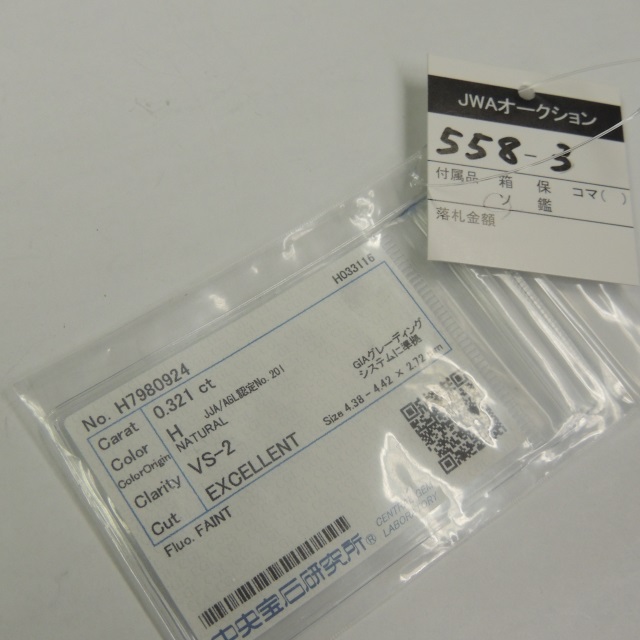 JWAオークション
558-3
付属品 箱 保 コマ( )
ソ 鑑
落札金額
H033116
No. H7980924
Carat 0.321 ct
Color H JJA/AGL認定No. 201
ColorOrigin NATURAL
Clarity VS-2
Cut EXCELLENT
Fluo. FAINT
GIAグレーディング
システムに準拠
Size 4.38 - 4.42 × 2.72
中央宝石研究所®
CENT
LABO